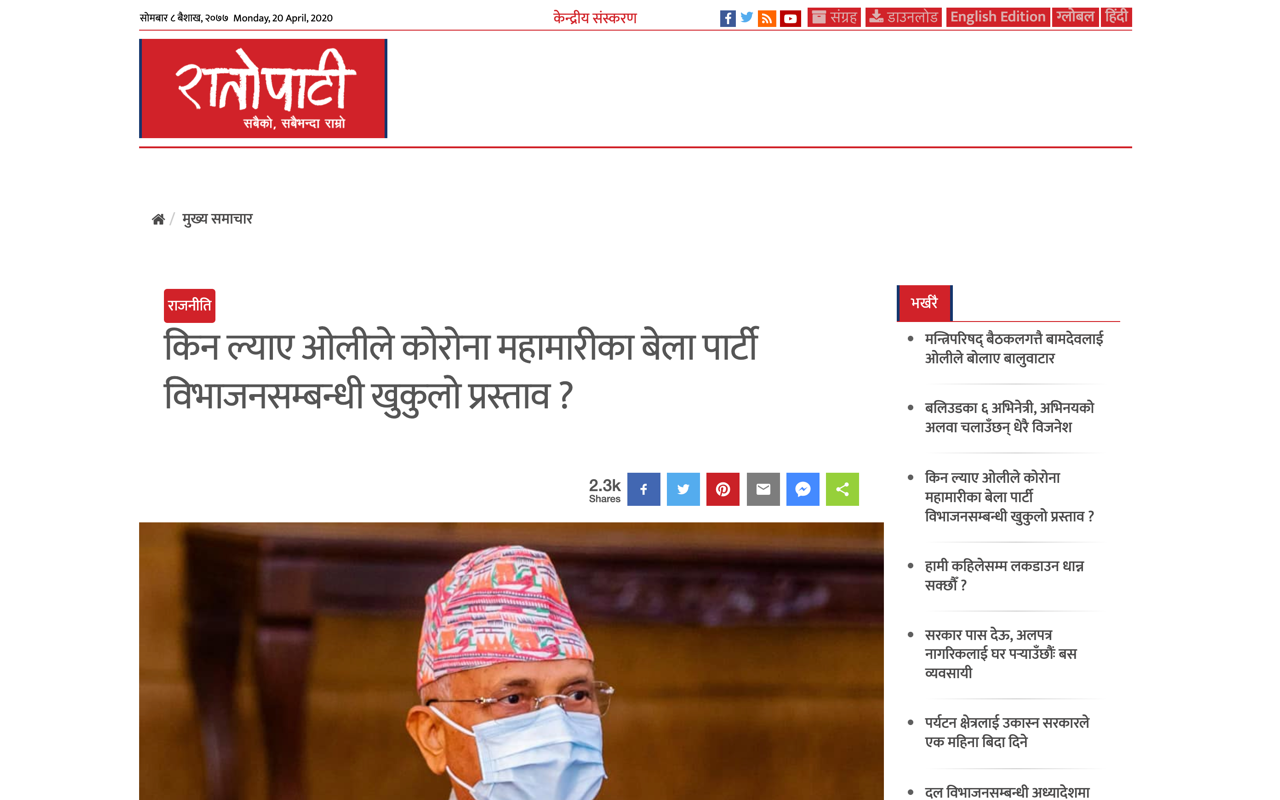 सोमबार ८ बैशाख, २०७७ Monday, 20 April, 2020
केन्द्रीय संस्करण
संग्रह डाउनलोड English Edition ग्लोबल हिंदी
रातोपाटी
सबैको, सबैभन्दा राम्रो
/ मुख्य समाचार
राजनीति
किन ल्याए ओलीले कोरोना महामारीका बेला पार्टी
विभाजनसम्बन्धी खुकुलो प्रस्ताव ?
2.3k
Shares
भर्खरै
मन्त्रिपरिषद् बैठकलगत्तै बामदेवलाई
ओलीले बोलाए बालुवाटार
बलिउडका ६ अभिनेत्री, अभिनयको
अलवा चलाउँछन् धेरै विजनेश
किन ल्याए ओलीले कोरोना
महामारीका बेला पार्टी
विभाजनसम्बन्धी खुकुलो प्रस्ताव ?
हामी कहिलेसम्म लकडाउन धान्न
सक्छौँ ?
सरकार पास देऊ, अलपत्र
नागरिकलाई घर पर्‍याउँछौंः बस
व्यवसायी
पर्यटन क्षेत्रलाई उकास्न सरकारले
एक महिना बिदा दिने
दल विभाजनसम्बन्धी अध्यादेशमा